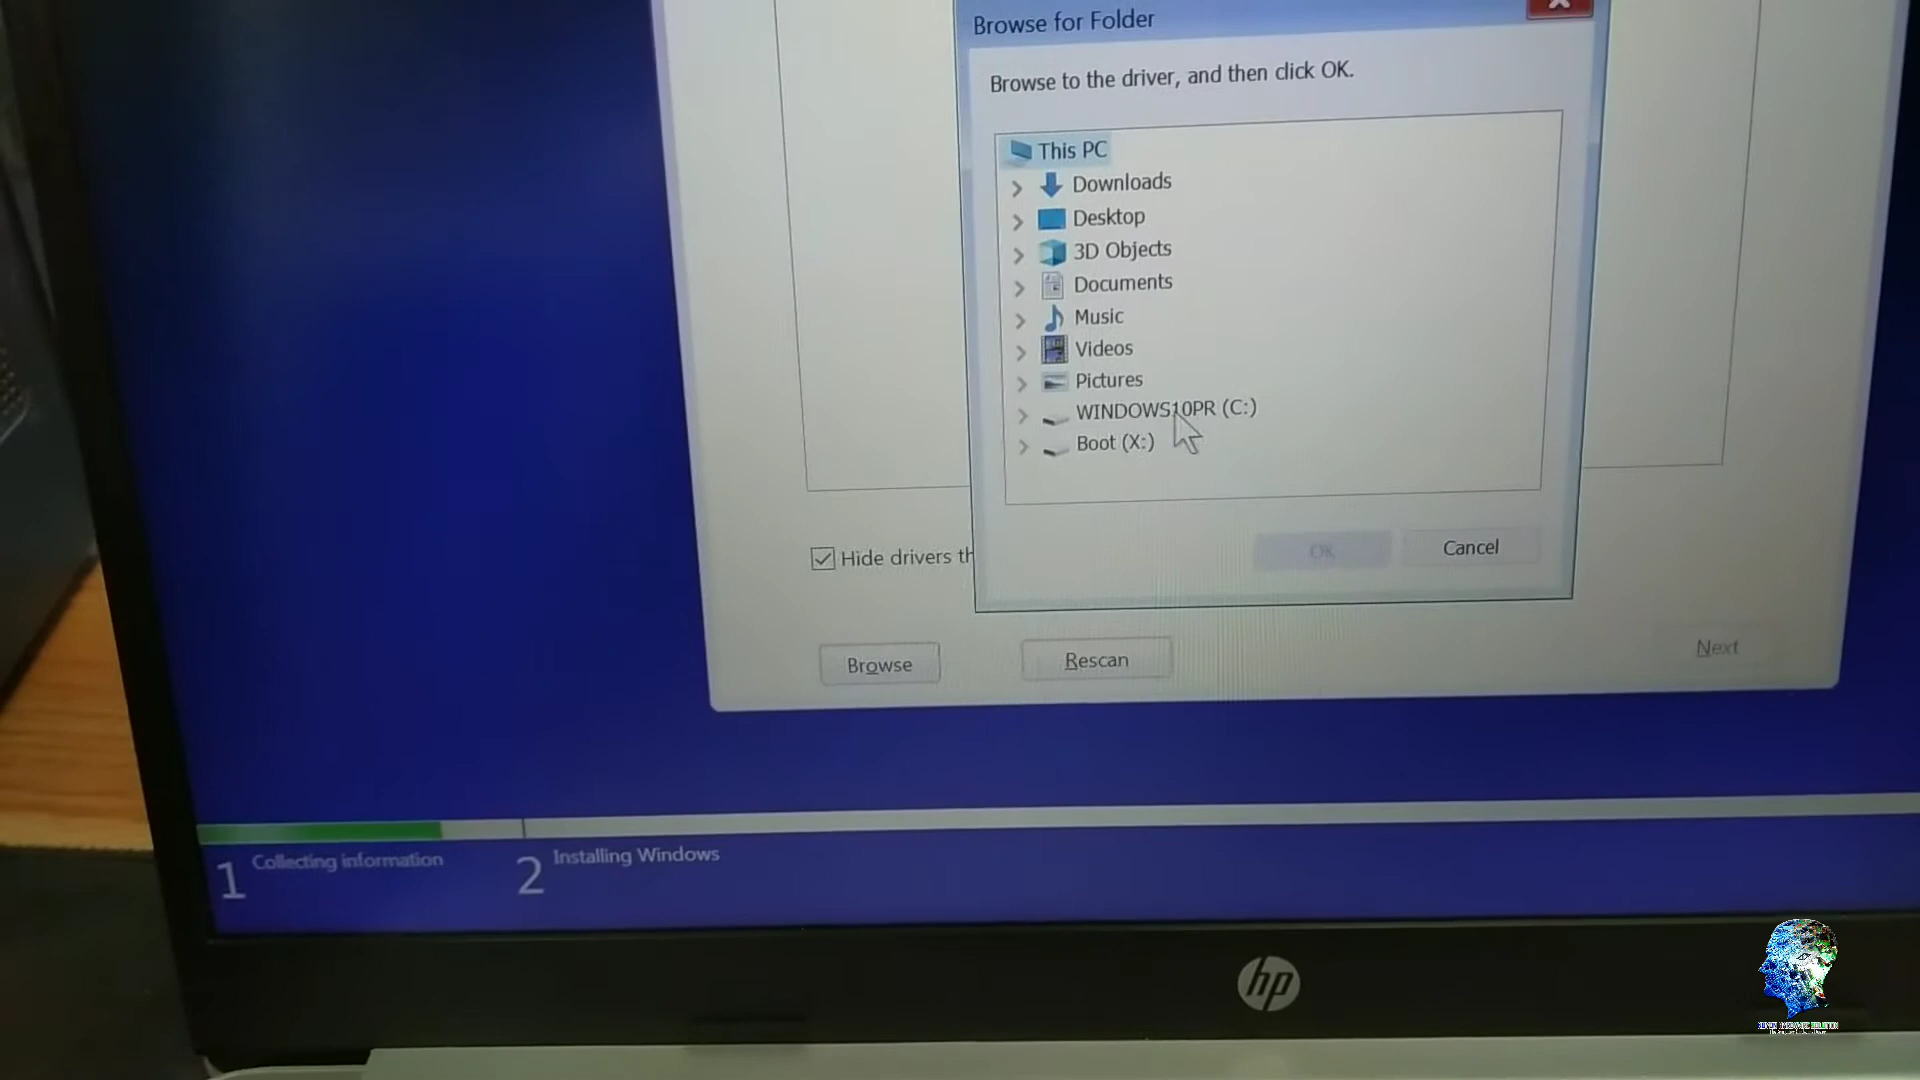 Browse for Folder
Browse to the driver, and then click OK.
This PC
Downloads
Desktop
3D Objects
Documents
Music
Videos
Pictures
WINDOWS10PR (C:)
Boot (X:)
OK
Cancel
Hide drivers th
Browse
Rescan
Next
1 Collecting information
2 Installing Windows
hp